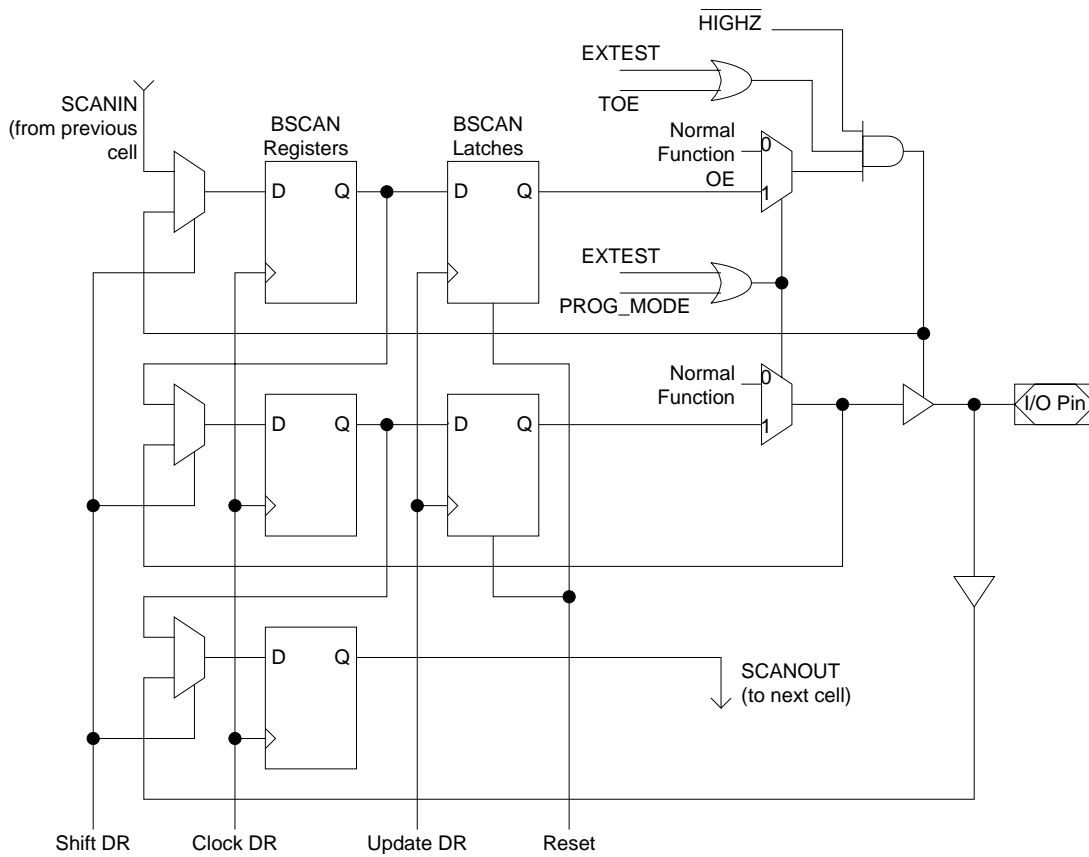 HIGHZ
EXTEST
TOE
SCANIN
(from previous
cell)
BSCAN
Registers
BSCAN
Latches
Normal
Function
OE
0
1
D
Q
D
Q
EXTEST
PROG_MODE
Normal
Function
0
1
D
Q
D
Q
I/O Pin
D
Q
SCANOUT
(to next cell)
Shift DR
Clock DR
Update DR
Reset